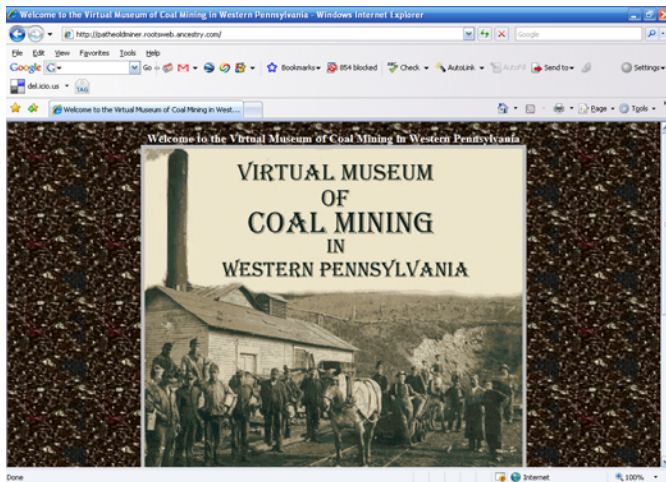 Welcome to the Virtual Museum of Coal Mining in Western Pennsylvania - Windows Internet Explorer
http://patheoldminer.rootsweb.ancestry.com/
Google
File Edit View Favorites Tools Help
Google G Go M Bookmarks 854 blocked Check AutoLink AutoFill Send to Settings
del.icio.us TAG
Welcome to the Virtual Museum of Coal Mining in West...
Page Tools
Welcome to the Virtual Museum of Coal Mining in Western Pennsylvania
VIRTUAL MUSEUM
OF
COAL MINING
IN
WESTERN PENNSYLVANIA
Done Internet 100%